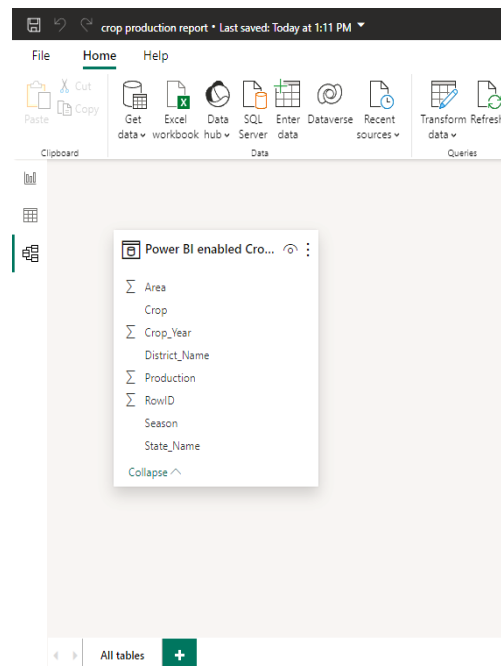 crop production report • Last saved: Today at 1:11 PM
File Home Help
Paste
Cut
Copy
Get data
Excel workbook
Data hub
SQL Server
Enter data
Dataverse
Recent sources
Transform data
Refresh
Clipboard
Data
Queries
Power BI enabled Cro...
Σ Area
Crop
Σ Crop_Year
District_Name
Σ Production
Σ RowID
Season
State_Name
Collapse
All tables +